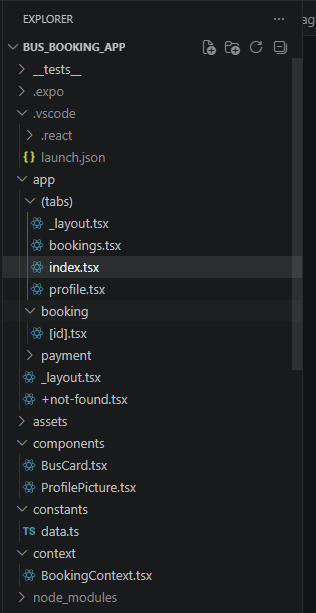 EXPLORER
ag
BUS_BOOKING_APP
__tests__
.expo
.vscode
.react
{} launch.json
app
(tabs)
_layout.tsx
bookings.tsx
index.tsx
profile.tsx
booking
[id].tsx
payment
_layout.tsx
+not-found.tsx
assets
components
BusCard.tsx
ProfilePicture.tsx
constants
TS data.ts
context
BookingContext.tsx
node_modules